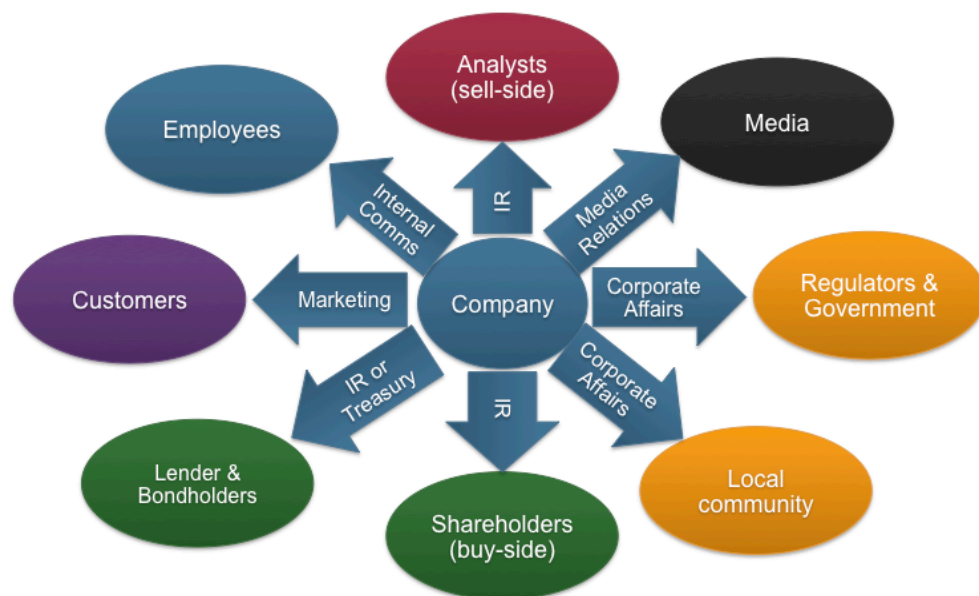 Analysts
(sell-side)
Employees
Media
Internal
Comms
IR
Media
Relations
Customers
Marketing
Company
Corporate
Affairs
Regulators &
Government
IR or
Treasury
IR
Corporate
Affairs
Lender &
Bondholders
Shareholders
(buy-side)
Local
community